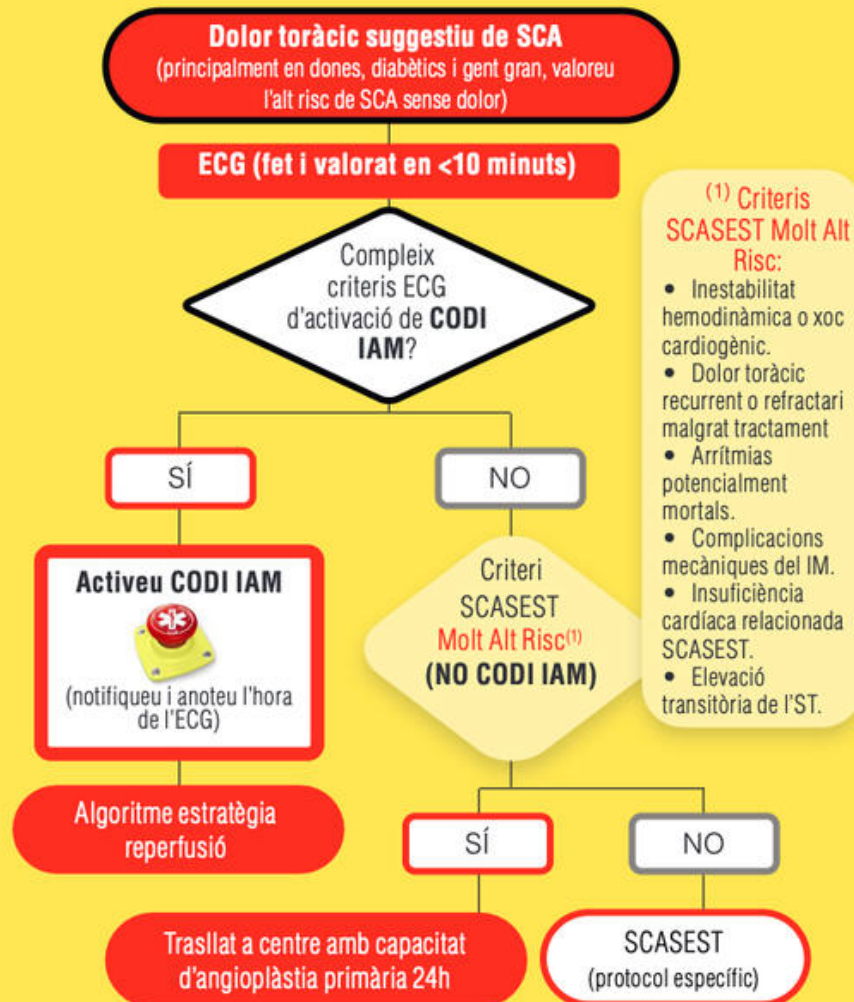 Dolor toràcic suggestiu de SCA
(principalment en dones, diabètics i gent gran, valoreu
l'alt risc de SCA sense dolor)
ECG (fet i valorat en <10 minuts)
Compleix
criteris ECG
d'activació de CODI
IAM?
SÍ
NO
Activeu CODI IAM
(notifiqueu i anoteu l'hora
de l'ECG)
Algoritme estratègia
reperfusió
Criteri
SCASEST
Molt Alt Risc(1)
(NO CODI IAM)
(1) Criteris
SCASEST Molt Alt
Risc:
• Inestabilitat
hemodinàmica o xoc
cardiogènic.
• Dolor toràcic
recurrent o refractari
malgrat tractament
• Arrítmias
potencialment
mortals.
• Complicacions
mecàniques del IM.
• Insuficiència
cardíaca relacionada
SCASEST.
• Elevació
transitòria de l'ST.
SÍ
NO
Trasllat a centre amb capacitat
d'angioplàstia primària 24h
SCASEST
(protocol específic)